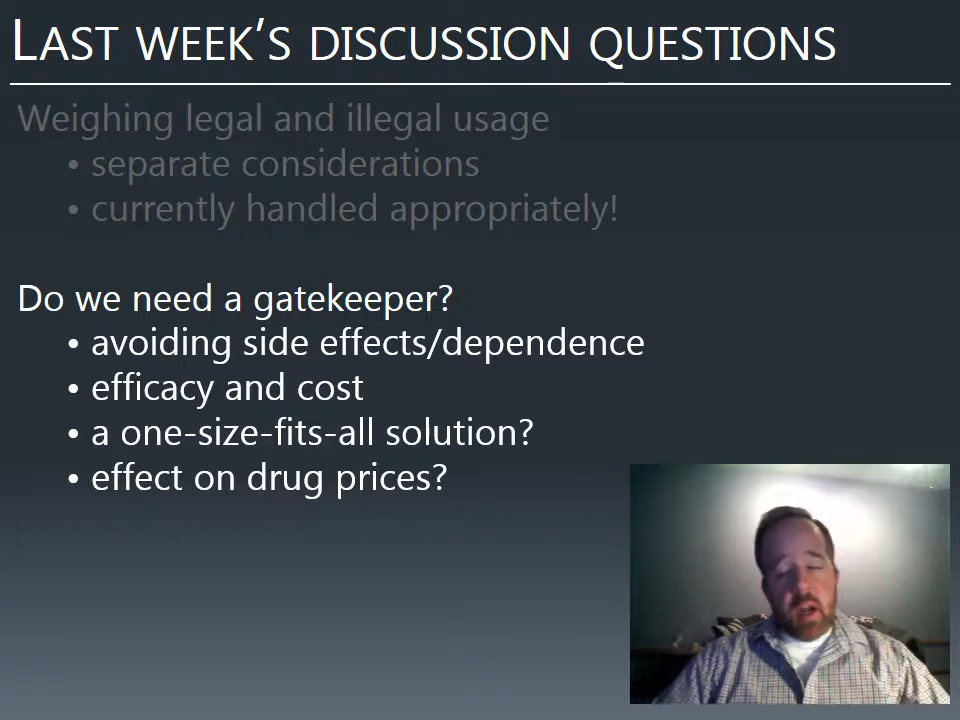 LAST WEEK'S DISCUSSION QUESTIONS
Weighing legal and illegal usage
• separate considerations
• currently handled appropriately!
Do we need a gatekeeper?
• avoiding side effects/dependence
• efficacy and cost
• a one-size-fits-all solution?
• effect on drug prices?